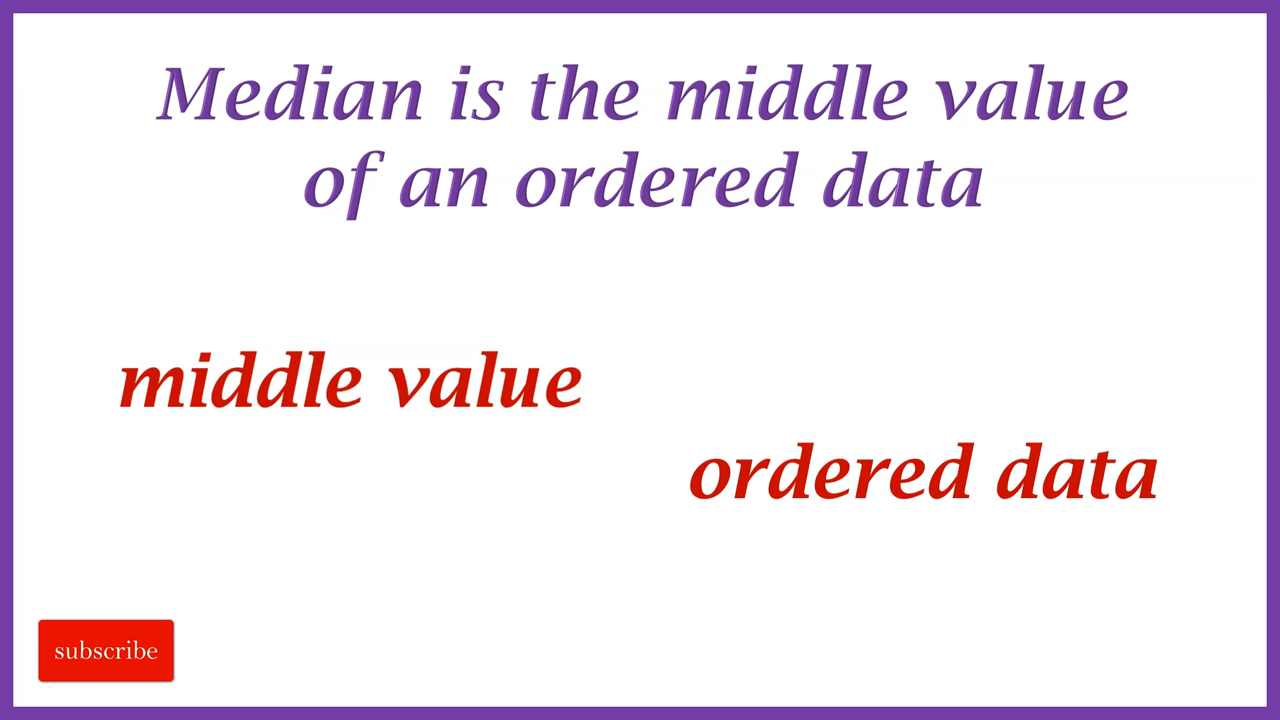 Median is the middle value
of an ordered data
middle value
ordered data
subscribe